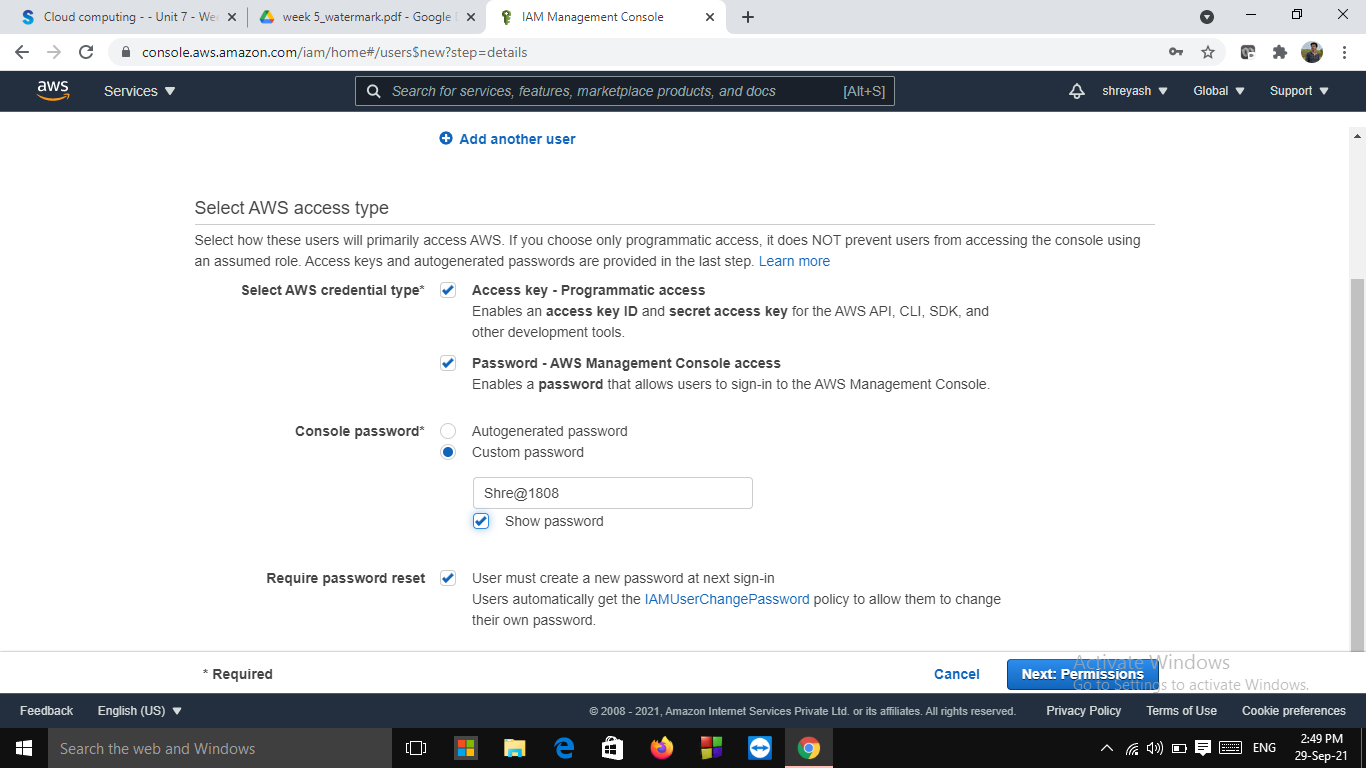 Cloud computing - - Unit 7 - We
week 5_watermark.pdf - Google
IAM Management Console
console.aws.amazon.com/iam/home#/users$new?step=details
aws
Services
Search for services, features, marketplace products, and docs
[Alt+S]
shreyash
Global
Support
Add another user
Select AWS access type
Select how these users will primarily access AWS. If you choose only programmatic access, it does NOT prevent users from accessing the console using
an assumed role. Access keys and autogenerated passwords are provided in the last step. Learn more
Select AWS credential type*
Access key - Programmatic access
Enables an access key ID and secret access key for the AWS API, CLI, SDK, and
other development tools.
Password - AWS Management Console access
Enables a password that allows users to sign-in to the AWS Management Console.
Console password*
Autogenerated password
Custom password
Shre@1808
Show password
Require password reset
User must create a new password at next sign-in
Users automatically get the IAMUserChangePassword policy to allow them to change
their own password.
* Required
Cancel
Next: Permissions
Activate Windows
Go to Settings to activate Windows.
Feedback
English (US)
© 2008 - 2021, Amazon Internet Services Private Ltd. or its affiliates. All rights reserved.
Privacy Policy
Terms of Use
Cookie preferences
Search the web and Windows
ENG
2:49 PM
29-Sep-21